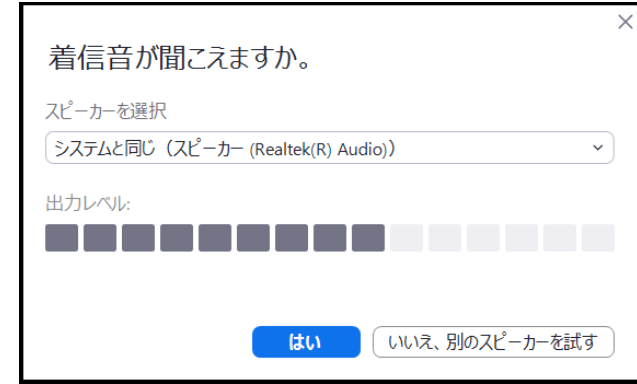 着信音が聞こえますか。
スピーカーを選択
システムと同じ（スピーカー (Realtek(R) Audio)）
出力レベル:
はい
いいえ、別のスピーカーを試す